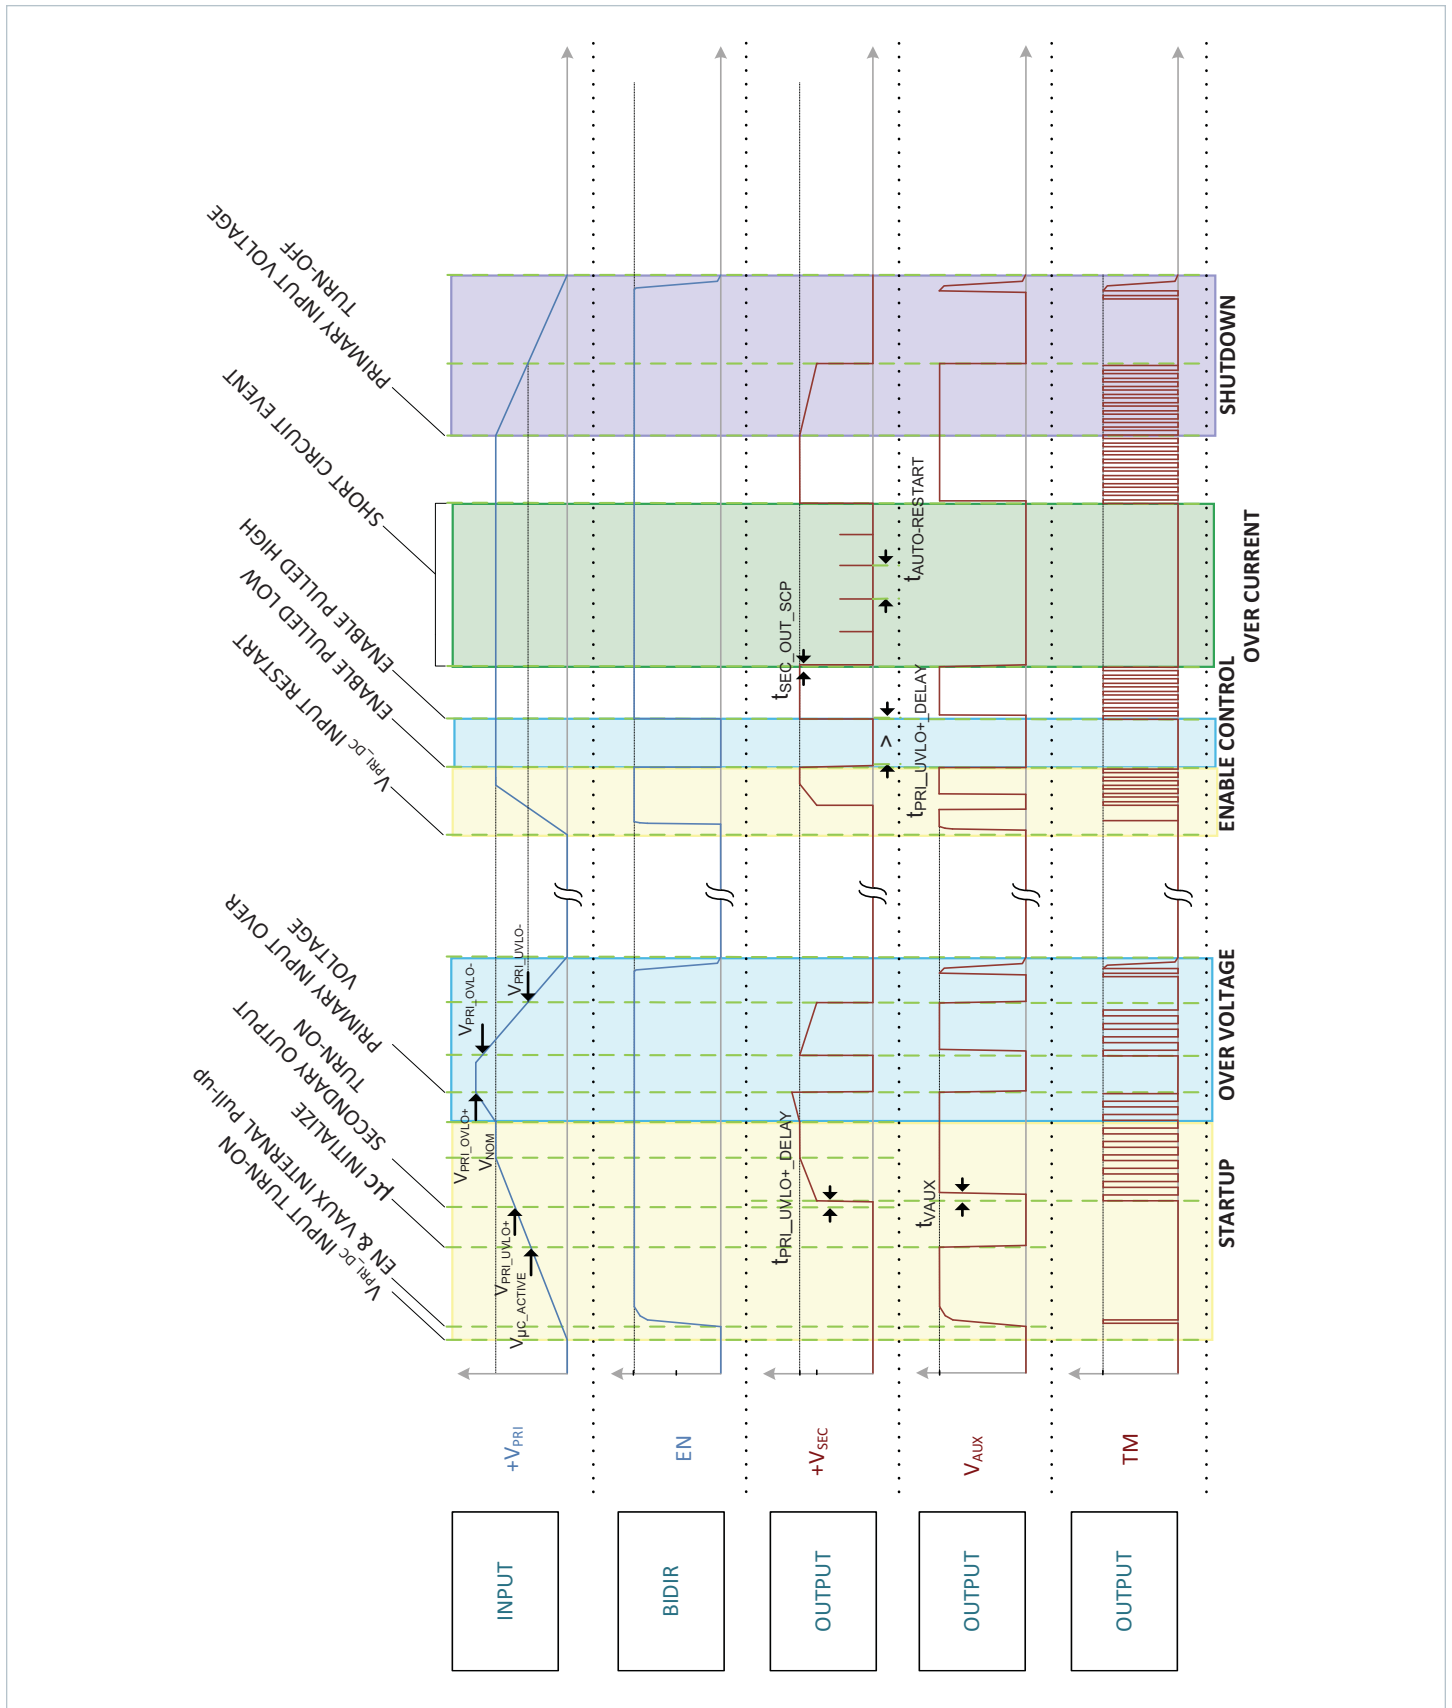 VPRI_DC INPUT TURN-ON
EN & VAUX INTERNAL Pull-up
µC INITIALIZE
SECONDARY OUTPUT
TURN-ON
PRIMARY INPUT OVER
VOLTAGE
VPRI_DC INPUT RESTART
ENABLE PULLED LOW
ENABLE PULLED HIGH
SHORT CIRCUIT EVENT
PRIMARY INPUT VOLTAGE
TURN-OFF
INPUT
+VPRI
VµC_ACTIVE
VPRI_UVLO+
VPRI_OVLO+
VNOM
VPRI_OVLO-
VPRI_UVLO-
BIDIR
EN
OUTPUT
+VSEC
tPRI_UVLO+_DELAY
tSEC_OUT_SCP
>
tPRI_UVLO+_DELAY
tAUTO-RESTART
OUTPUT
VAUX
tVAUX
OUTPUT
TM
STARTUP
OVER VOLTAGE
ENABLE CONTROL
OVER CURRENT
SHUTDOWN